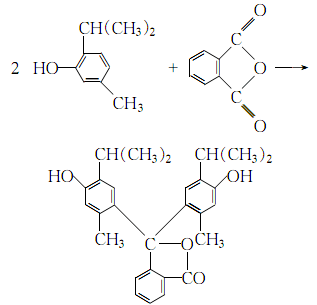 CH(CH₃)₂
O
C
2 HO + O
C
CH₃
O
CH(CH₃)₂ CH(CH₃)₂
HO OH
CH₃ C O CH₃
CO